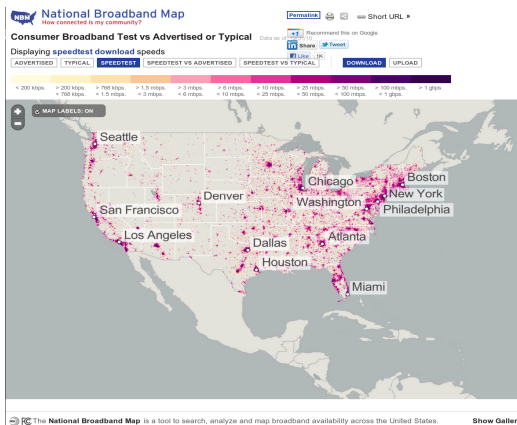 NBM National Broadband Map
How connected is my community?
Permalink Short URL »
+1 Recommend this on Google
Consumer Broadband Test vs Advertised or Typical Data as of
in Share Tweet
Like 1K
Displaying speedtest download speeds
ADVERTISED TYPICAL SPEEDTEST SPEEDTEST VS ADVERTISED SPEEDTEST VS TYPICAL DOWNLOAD UPLOAD
< 200 kbps. > 200 kbps. > 768 kbps. > 1.5 mbps. > 3 mbps. > 6 mbps. > 10 mbps. > 25 mbps. > 50 mbps. > 100 mbps. > 1 gbps.
< 768 kbps. < 1.5 mbps. < 3 mbps. < 6 mbps. < 10 mbps. < 25 mbps. < 50 mbps. < 100 mbps. < 1 gbps.
+ MAP LABELS: ON
−
Seattle
Boston
Chicago
New York
Denver
Washington
Philadelphia
San Francisco
Los Angeles
Atlanta
Dallas
Houston
Miami
The National Broadband Map is a tool to search, analyze and map broadband availability across the United States. Show Galler